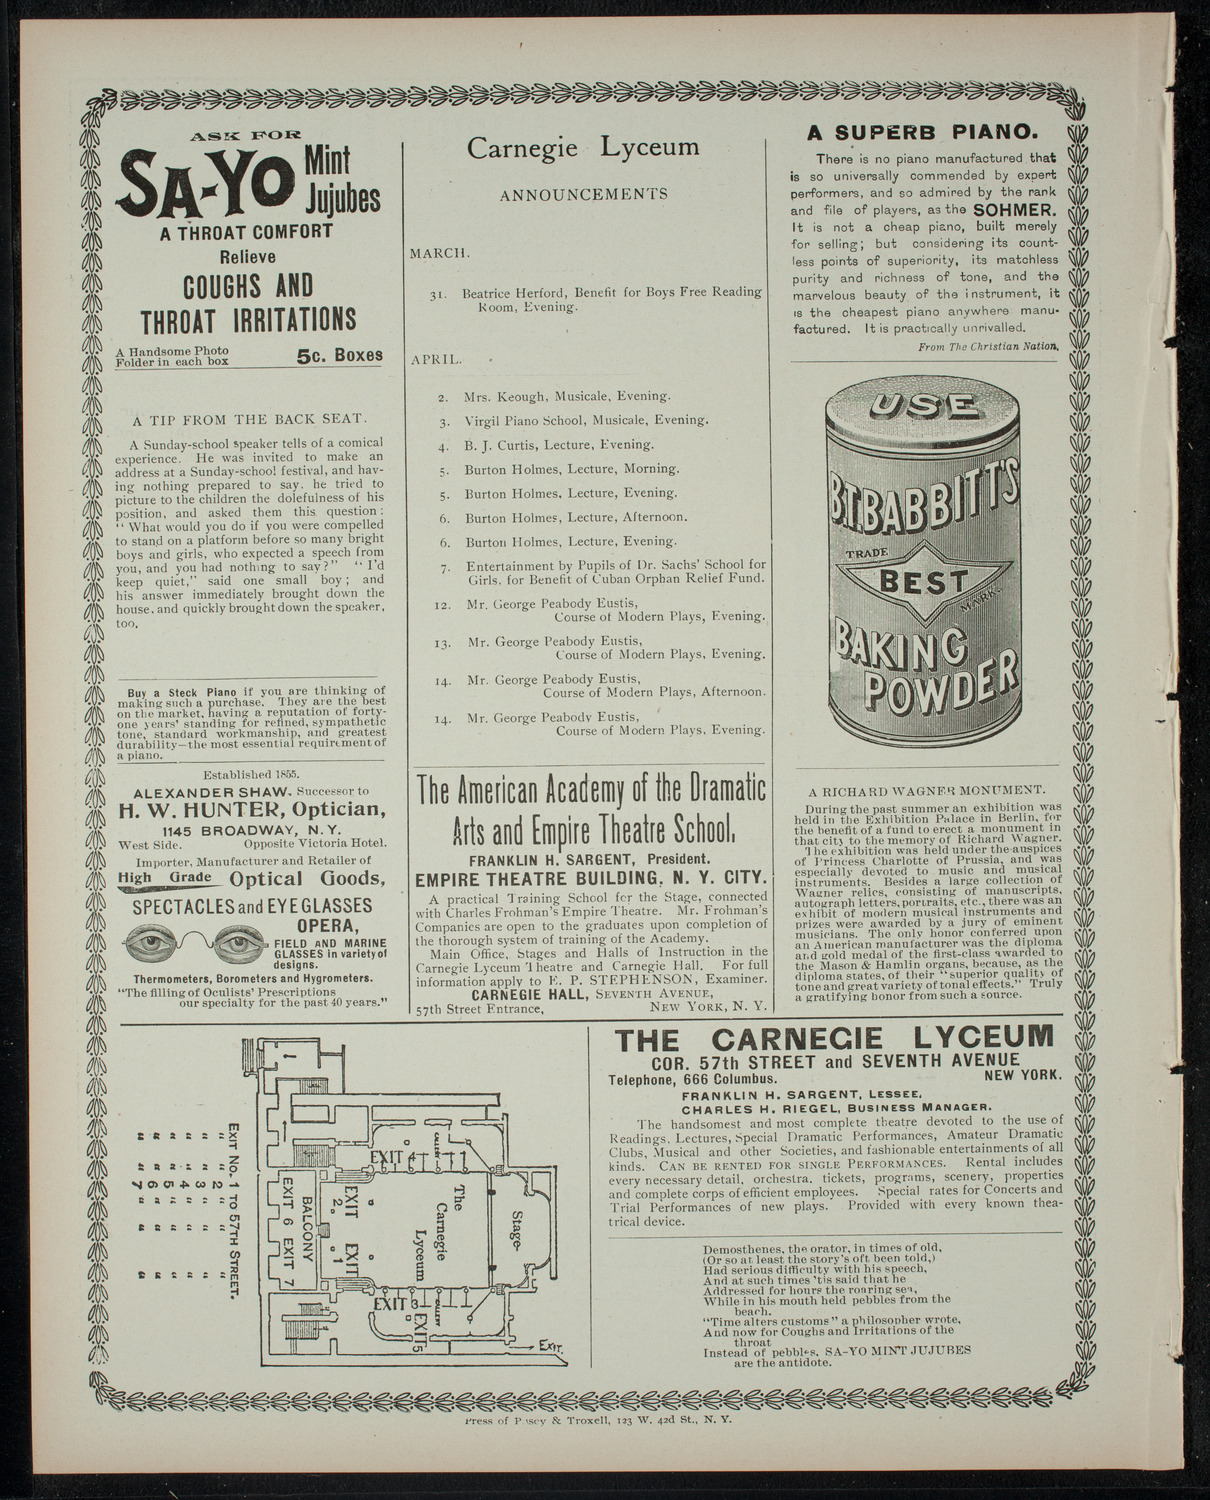 ASK FOR
SA-YO Mint
Jujubes
A THROAT COMFORT
Relieve
COUGHS AND
THROAT IRRITATIONS
A Handsome Photo
Folder in each box
5c. Boxes
A TIP FROM THE BACK SEAT.
A Sunday-school speaker tells of a comical
experience. He was invited to make an
address at a Sunday-school festival, and hav-
ing nothing prepared to say, he tried to
picture to the children the dolefulness of his
position, and asked them this question:
"What would you do if you were compelled
to stand on a platform before so many bright
boys and girls, who expected a speech from
you, and you had nothing to say?" "I'd
keep quiet," said one small boy; and
his answer immediately brought down the
house, and quickly brought down the speaker,
too.
Buy a Steck Piano if you are thinking of
making such a purchase. They are the best
on the market, having a reputation of forty-
one years' standing for refined, sympathetic
tone, standard workmanship, and greatest
durability—the most essential requirement of
a piano.
Established 1855.
ALEXANDER SHAW, Successor to
H. W. HUNTER, Optician,
1145 BROADWAY, N. Y.
West Side. Opposite Victoria Hotel.
Importer, Manufacturer and Retailer of
High Grade Optical Goods,
SPECTACLES and EYEGLASSES
OPERA,
FIELD AND MARINE
GLASSES in variety of
designs.
Thermometers, Borometers and Hygrometers.
"The filling of Oculists' Prescriptions
our specialty for the past 40 years."
Carnegie Lyceum
ANNOUNCEMENTS
MARCH.
31. Beatrice Herford, Benefit for Boys Free Reading
Room, Evening.
APRIL.
2. Mrs. Keough, Musicale, Evening.
3. Virgil Piano School, Musicale, Evening.
4. B. J. Curtis, Lecture, Evening.
5. Burton Holmes, Lecture, Morning.
5. Burton Holmes, Lecture, Evening.
6. Burton Holmes, Lecture, Afternoon.
6. Burton Holmes, Lecture, Evening.
7. Entertainment by Pupils of Dr. Sachs' School for
Girls, for Benefit of Cuban Orphan Relief Fund.
12. Mr. George Peabody Eustis,
Course of Modern Plays, Evening.
13. Mr. George Peabody Eustis,
Course of Modern Plays, Evening.
14. Mr. George Peabody Eustis,
Course of Modern Plays, Afternoon.
14. Mr. George Peabody Eustis,
Course of Modern Plays, Evening.
The American Academy of the Dramatic
Arts and Empire Theatre School,
FRANKLIN H. SARGENT, President.
EMPIRE THEATRE BUILDING, N. Y. CITY.
A practical Training School for the Stage, connected
with Charles Frohman's Empire Theatre. Mr. Frohman's
Companies are open to the graduates upon completion of
the thorough system of training of the Academy.
Main Office, Stages and Halls of Instruction in the
Carnegie Lyceum Theatre and Carnegie Hall. For full
information apply to E. P. STEPHENSON, Examiner.
CARNEGIE HALL, SEVENTH AVENUE,
57th Street Entrance, NEW YORK, N. Y.
A SUPERB PIANO.
There is no piano manufactured that
is so universally commended by expert
performers, and so admired by the rank
and file of players, as the SOHMER.
It is not a cheap piano, built merely
for selling; but considering its count-
less points of superiority, its matchless
purity and richness of tone, and the
marvelous beauty of the instrument, it
is the cheapest piano anywhere manu-
factured. It is practically unrivalled.
From The Christian Nation,
USE
B.T. BABBITT'S
TRADE
BEST
MARK.
BAKING
POWDER
A RICHARD WAGNER MONUMENT.
During the past summer an exhibition was
held in the Exhibition Palace in Berlin, for
the benefit of a fund to erect a monument in
that city to the memory of Richard Wagner.
The exhibition was held under the auspices
of Princess Charlotte of Prussia, and was
especially devoted to music and musical
instruments. Besides a large collection of
Wagner relics, consisting of manuscripts,
autograph letters, portraits, etc., there was an
exhibit of modern musical instruments and
prizes were awarded by a jury of eminent
musicians. The only honor conferred upon
an American manufacturer was the diploma
and gold medal of the first-class awarded to
the Mason & Hamlin organs, because, as the
diploma states, of their "superior quality of
tone and great variety of tonal effects." Truly
a gratifying honor from such a source.
EXIT NO. 1 TO 57TH STREET.
" " 2 " " "
" " 3 " " "
" " 4 " " "
" " 5 " " "
" " 6 " " "
" " 7 " " "
EXIT 4
GALLERY
EXIT 2
BALCONY
EXIT 6 EXIT 7
EXIT 1
The
Carnegie
Lyceum
Stage
EXIT 3
GALLERY
EXIT 5
EXIT.
THE CARNEGIE LYCEUM
COR. 57th STREET and SEVENTH AVENUE
Telephone, 666 Columbus. NEW YORK.
FRANKLIN H. SARGENT, LESSEE,
CHARLES H. RIEGEL, BUSINESS MANAGER.
The handsomest and most complete theatre devoted to the use of
Readings, Lectures, Special Dramatic Performances, Amateur Dramatic
Clubs, Musical and other Societies, and fashionable entertainments of all
kinds. CAN BE RENTED FOR SINGLE PERFORMANCES. Rental includes
every necessary detail, orchestra, tickets, programs, scenery, properties
and complete corps of efficient employees. Special rates for Concerts and
Trial Performances of new plays. Provided with every known thea-
trical device.
Demosthenes, the orator, in times of old,
(Or so at least the story's oft been told,)
Had serious difficulty with his speech,
And at such times 'tis said that he
Addressed for hours the roaring sea,
While in his mouth held pebbles from the
beach.
"Time alters customs" a philosopher wrote,
And now for Coughs and Irritations of the
throat
Instead of pebbles, SA-YO MINT JUJUBES
are the antidote.
Press of Pusey & Troxell, 123 W. 42d St., N. Y.